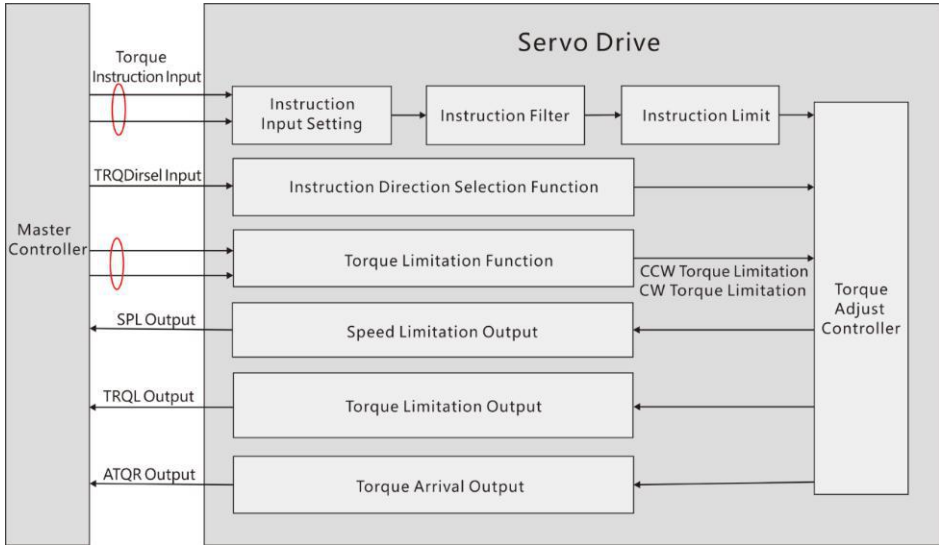 Servo Drive
Torque
Instruction Input
Instruction
Input Setting
Instruction Filter
Instruction Limit
TRQDirsel Input
Instruction Direction Selection Function
Master
Controller
Torque Limitation Function
CCW Torque Limitation
CW Torque Limitation
Torque
Adjust
Controller
SPL Output
Speed Limitation Output
TRQL Output
Torque Limitation Output
ATQR Output
Torque Arrival Output